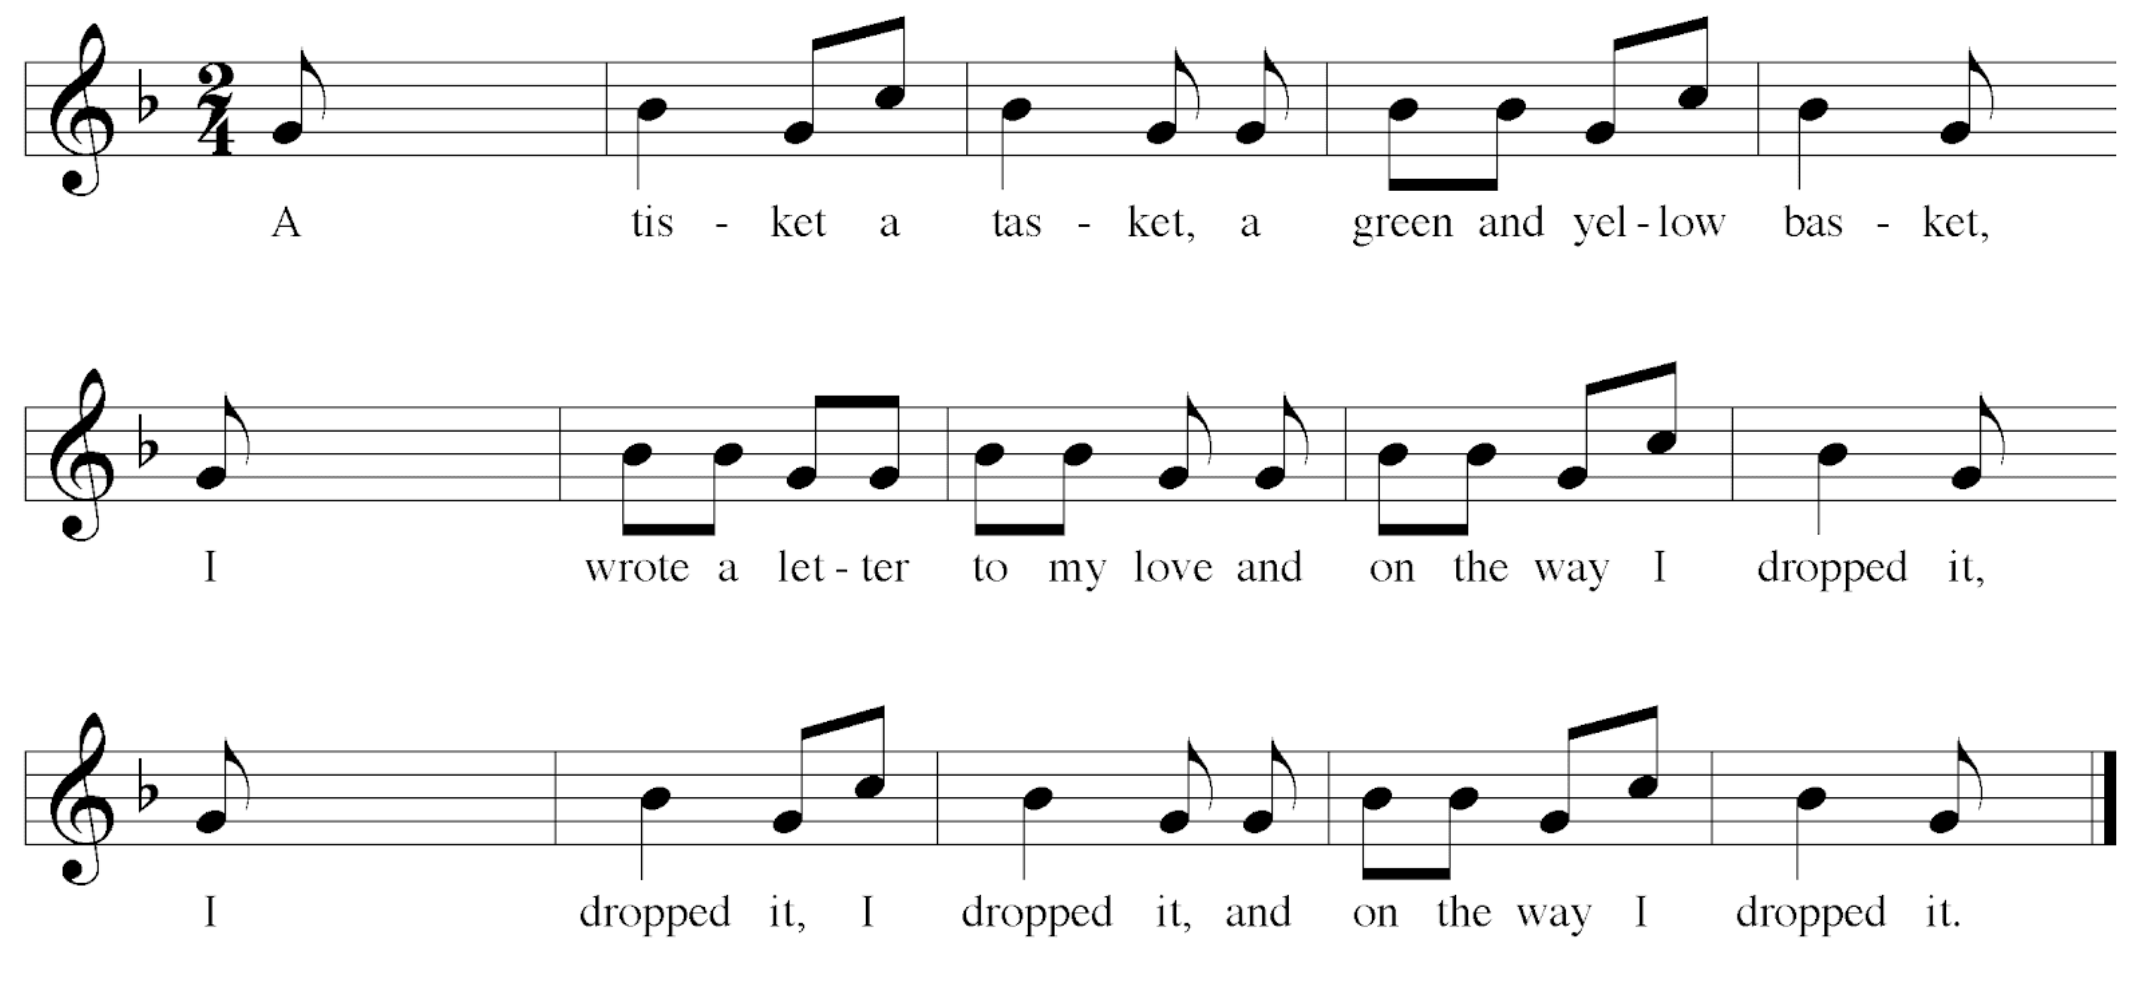 2
4
A tis - ket a tas - ket, a green and yel - low bas - ket,
I wrote a let - ter to my love and on the way I dropped it,
I dropped it, I dropped it, and on the way I dropped it.